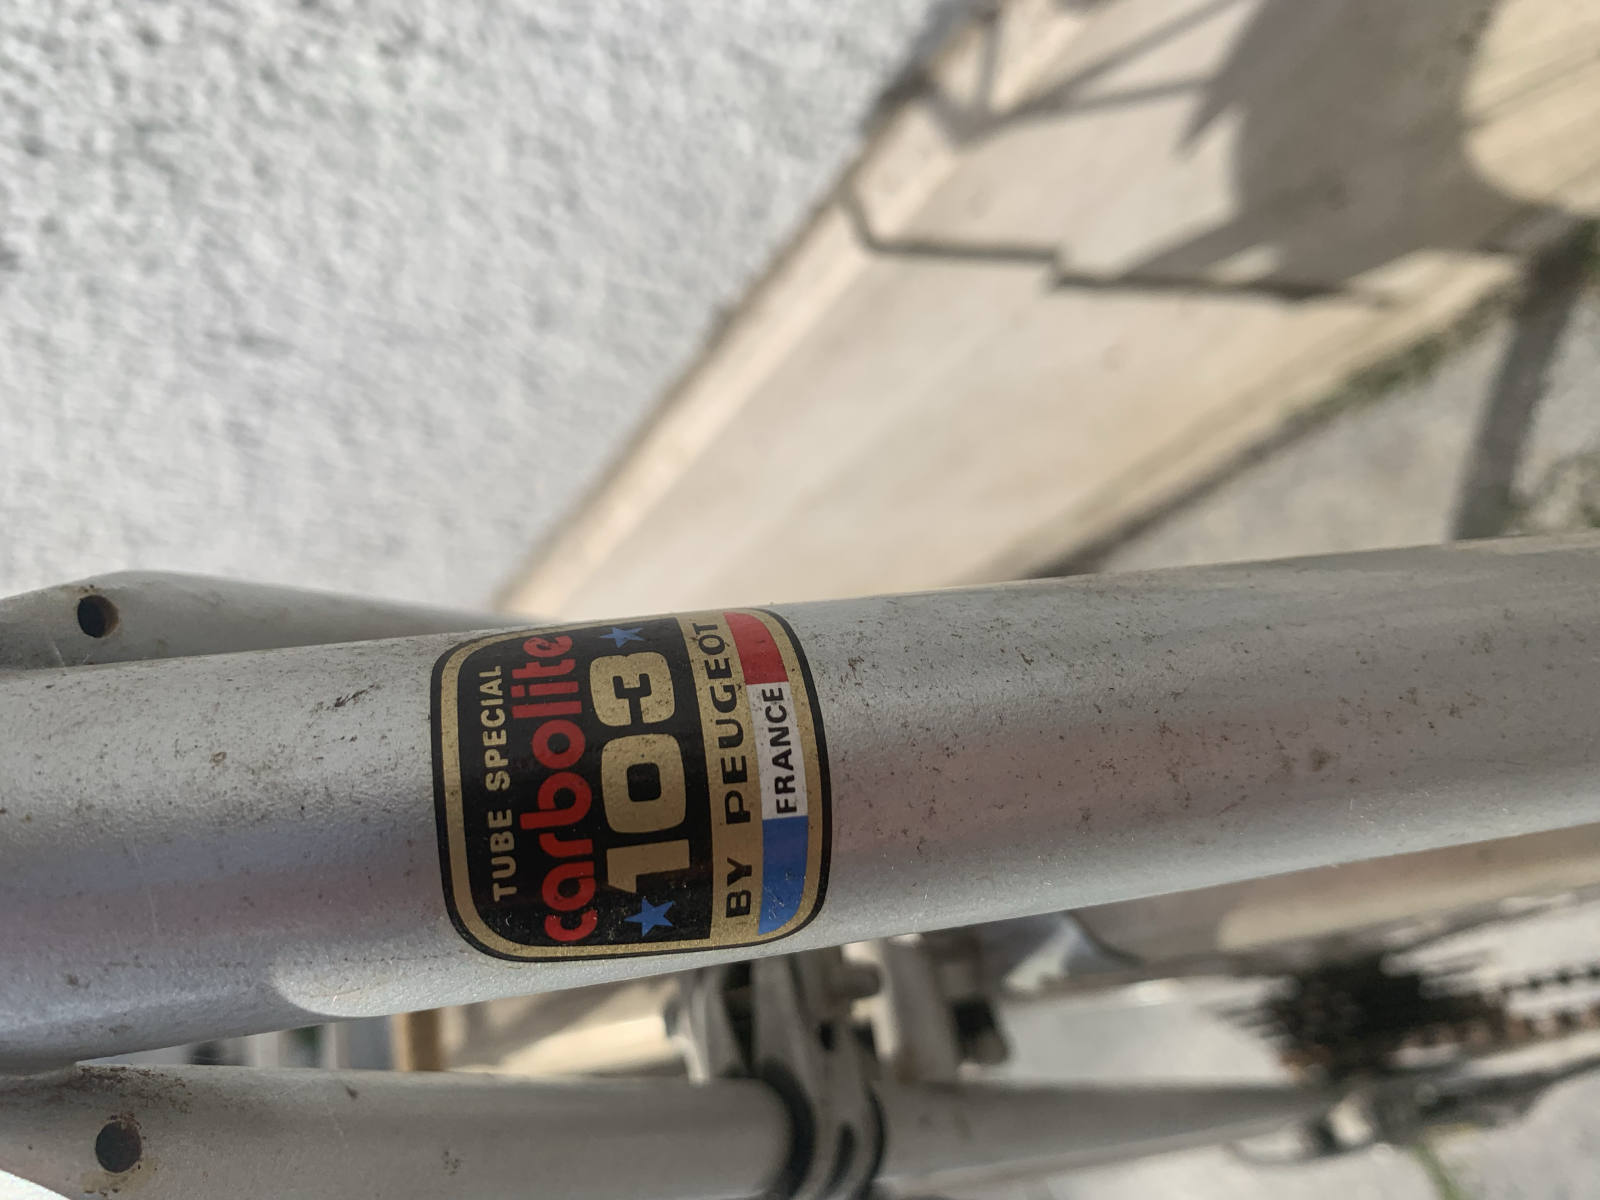 TUBE SPECIAL
carbolite
103
BY PEUGEOT
FRANCE